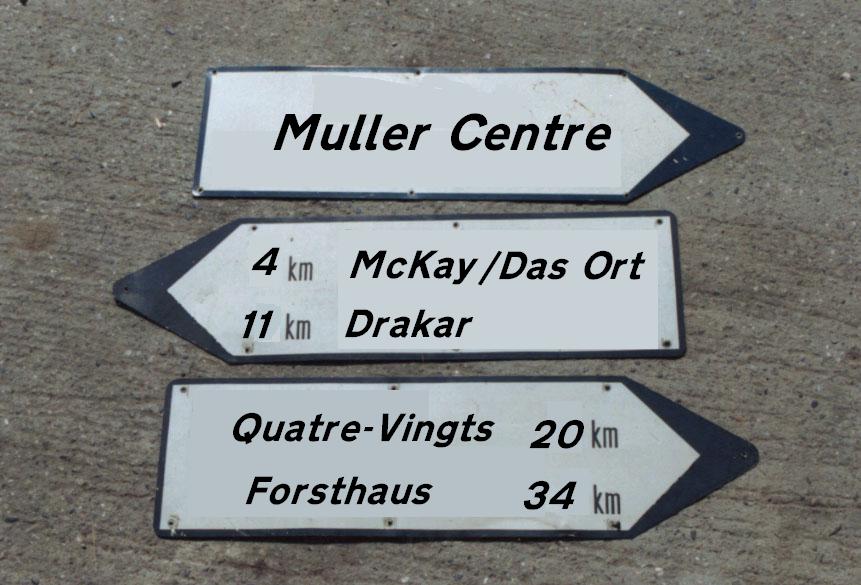 Muller Centre
4 km McKay/Das Ort
11 km Drakar
Quatre-Vingts 20 km
Forsthaus 34 km